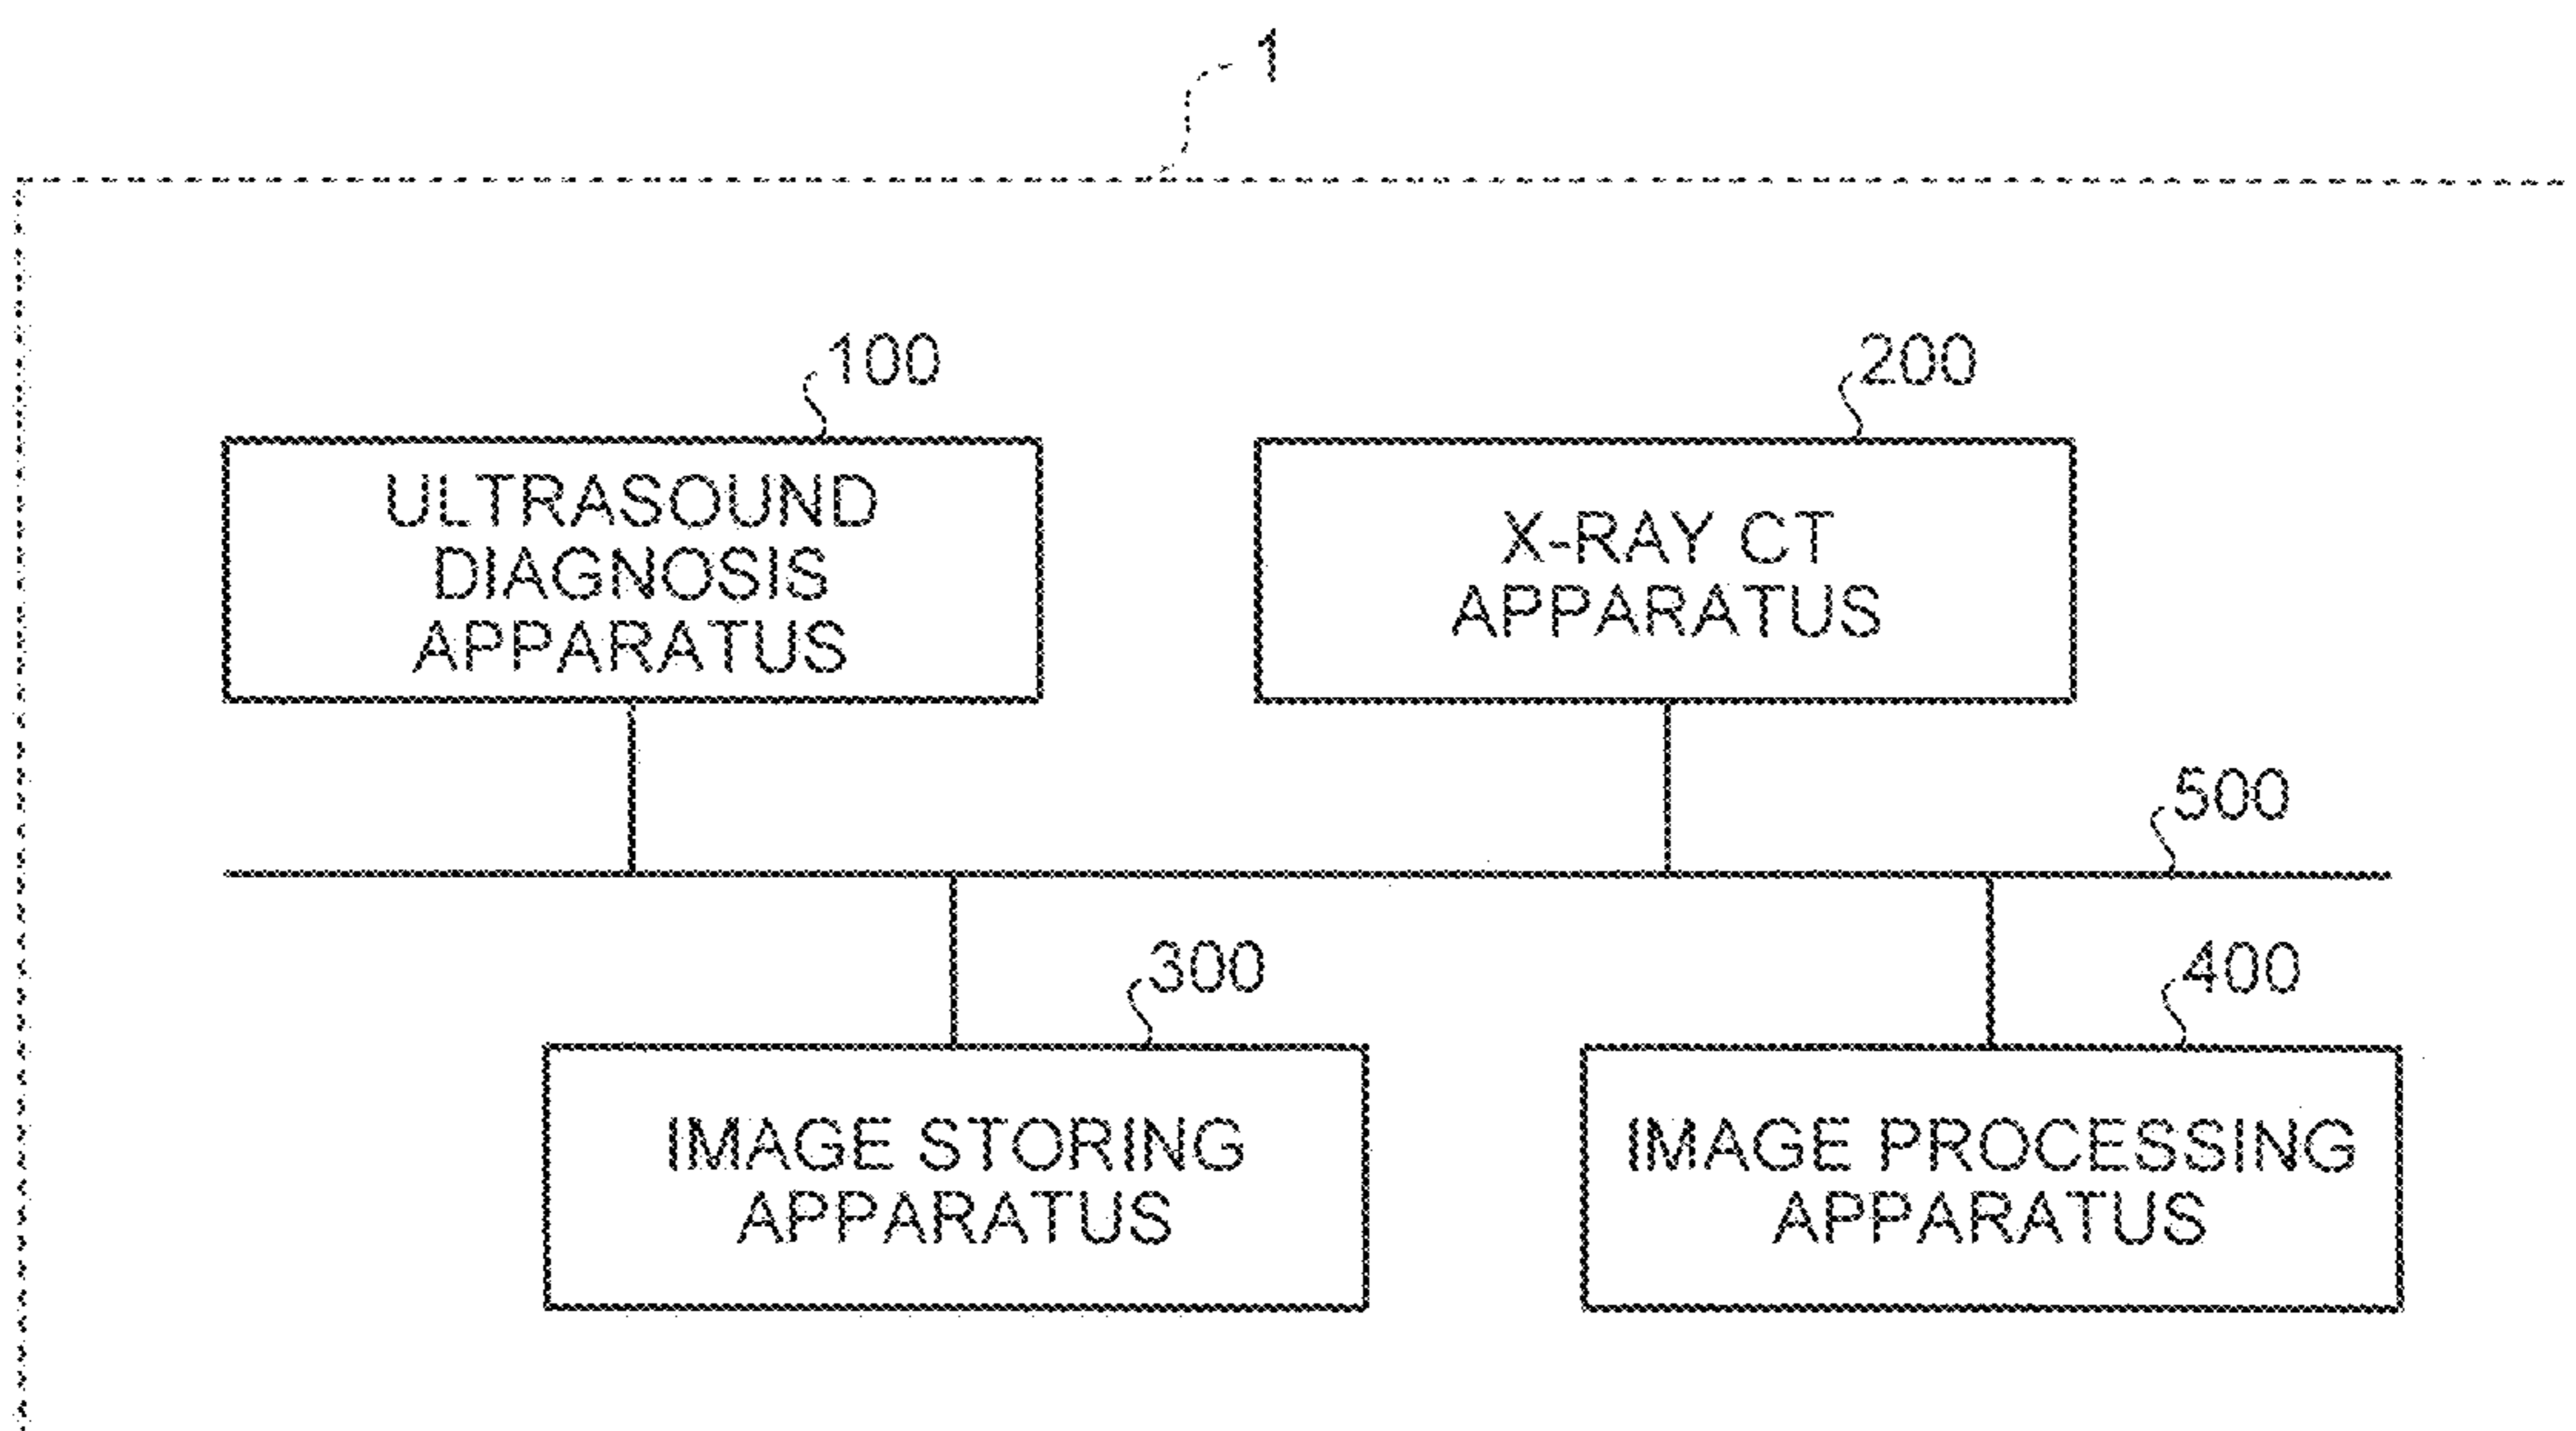 1
100
ULTRASOUND
DIAGNOSIS
APPARATUS
200
X-RAY CT
APPARATUS
500
300
IMAGE STORING
APPARATUS
400
IMAGE PROCESSING
APPARATUS